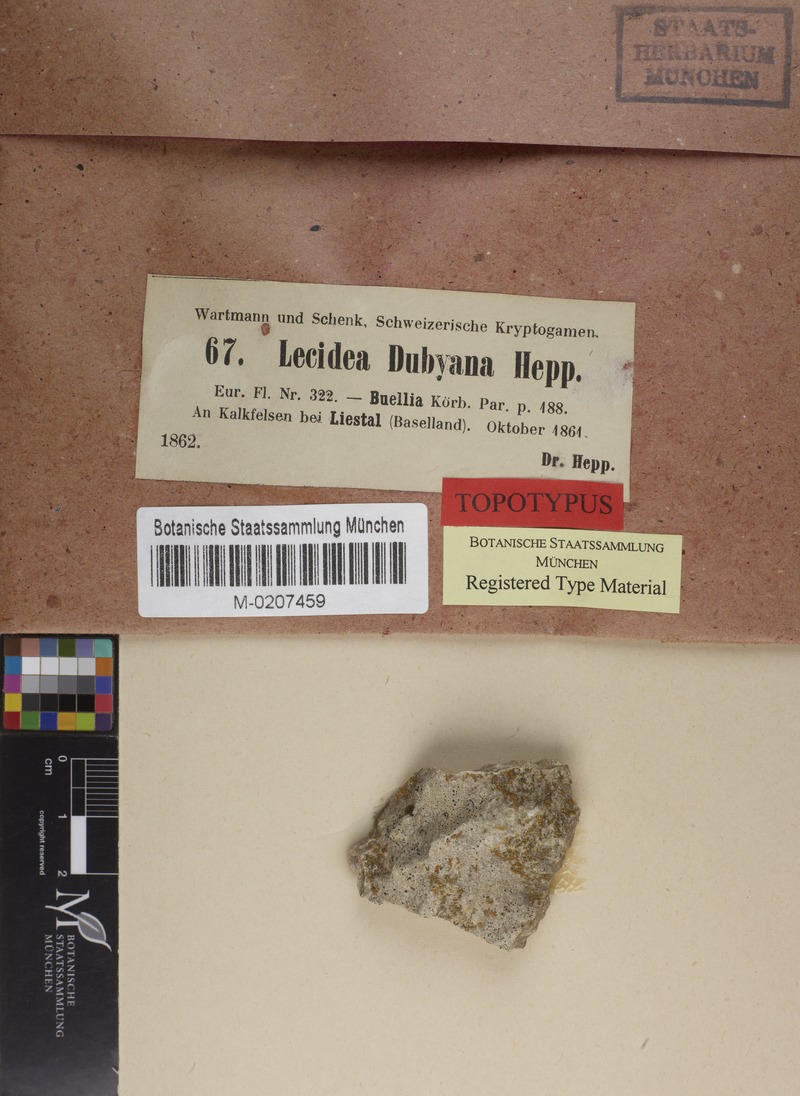 STAATS-
HERBARIUM
MÜNCHEN
Wartmann und Schenk, Schweizerische Kryptogamen.
67. Lecidea Dubyana Hepp.
Eur. Fl. Nr. 322. — Buellia Körb. Par. p. 188.
An Kalkfelsen bei Liestal (Baselland). Oktober 1861.
1862.
Dr. Hepp.
TOPOTYPUS
BOTANISCHE STAATSSAMMLUNG
MÜNCHEN
Registered Type Material
Botanische Staatssammlung München
M-0207459
0
1
2
cm
copyright reserved
BOTANISCHE
STAATSSAMMLUNG
MÜNCHEN